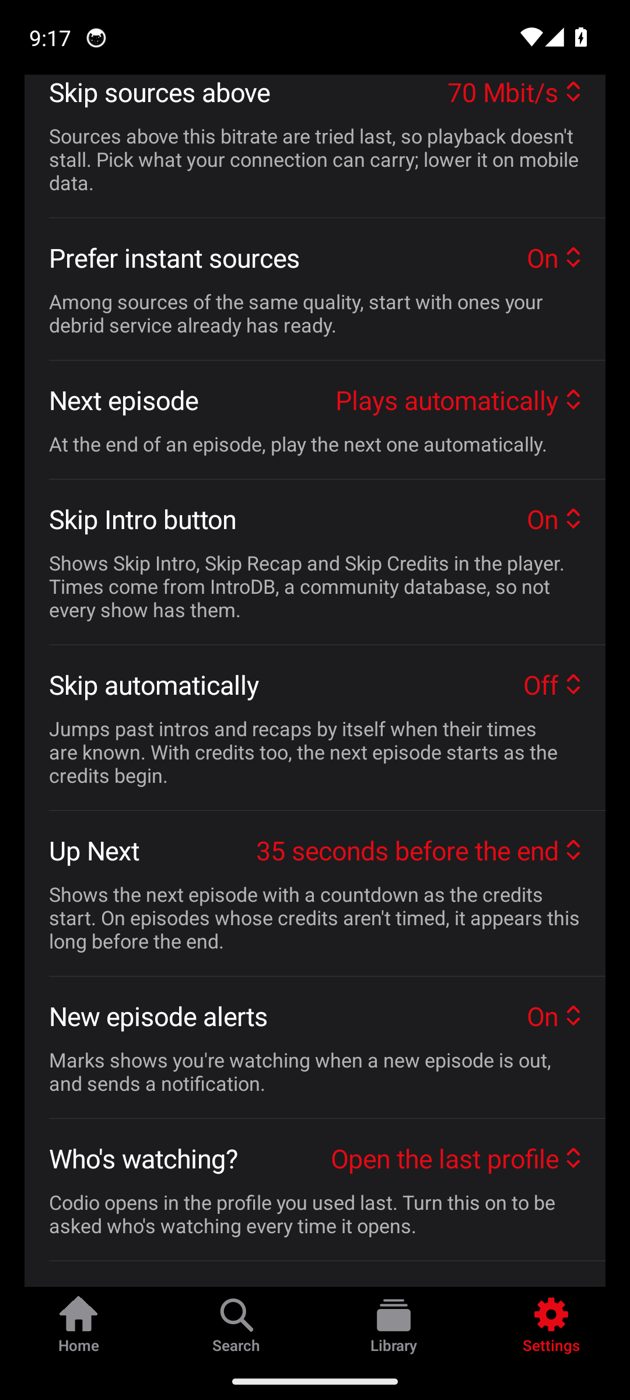 9:17
Skip sources above 70 Mbit/s
Sources above this bitrate are tried last, so playback doesn't
stall. Pick what your connection can carry; lower it on mobile
data.
Prefer instant sources On
Among sources of the same quality, start with ones your
debrid service already has ready.
Next episode Plays automatically
At the end of an episode, play the next one automatically.
Skip Intro button On
Shows Skip Intro, Skip Recap and Skip Credits in the player.
Times come from IntroDB, a community database, so not
every show has them.
Skip automatically Off
Jumps past intros and recaps by itself when their times
are known. With credits too, the next episode starts as the
credits begin.
Up Next 35 seconds before the end
Shows the next episode with a countdown as the credits
start. On episodes whose credits aren't timed, it appears this
long before the end.
New episode alerts On
Marks shows you're watching when a new episode is out,
and sends a notification.
Who's watching? Open the last profile
Codio opens in the profile you used last. Turn this on to be
asked who's watching every time it opens.
Home Search Library Settings